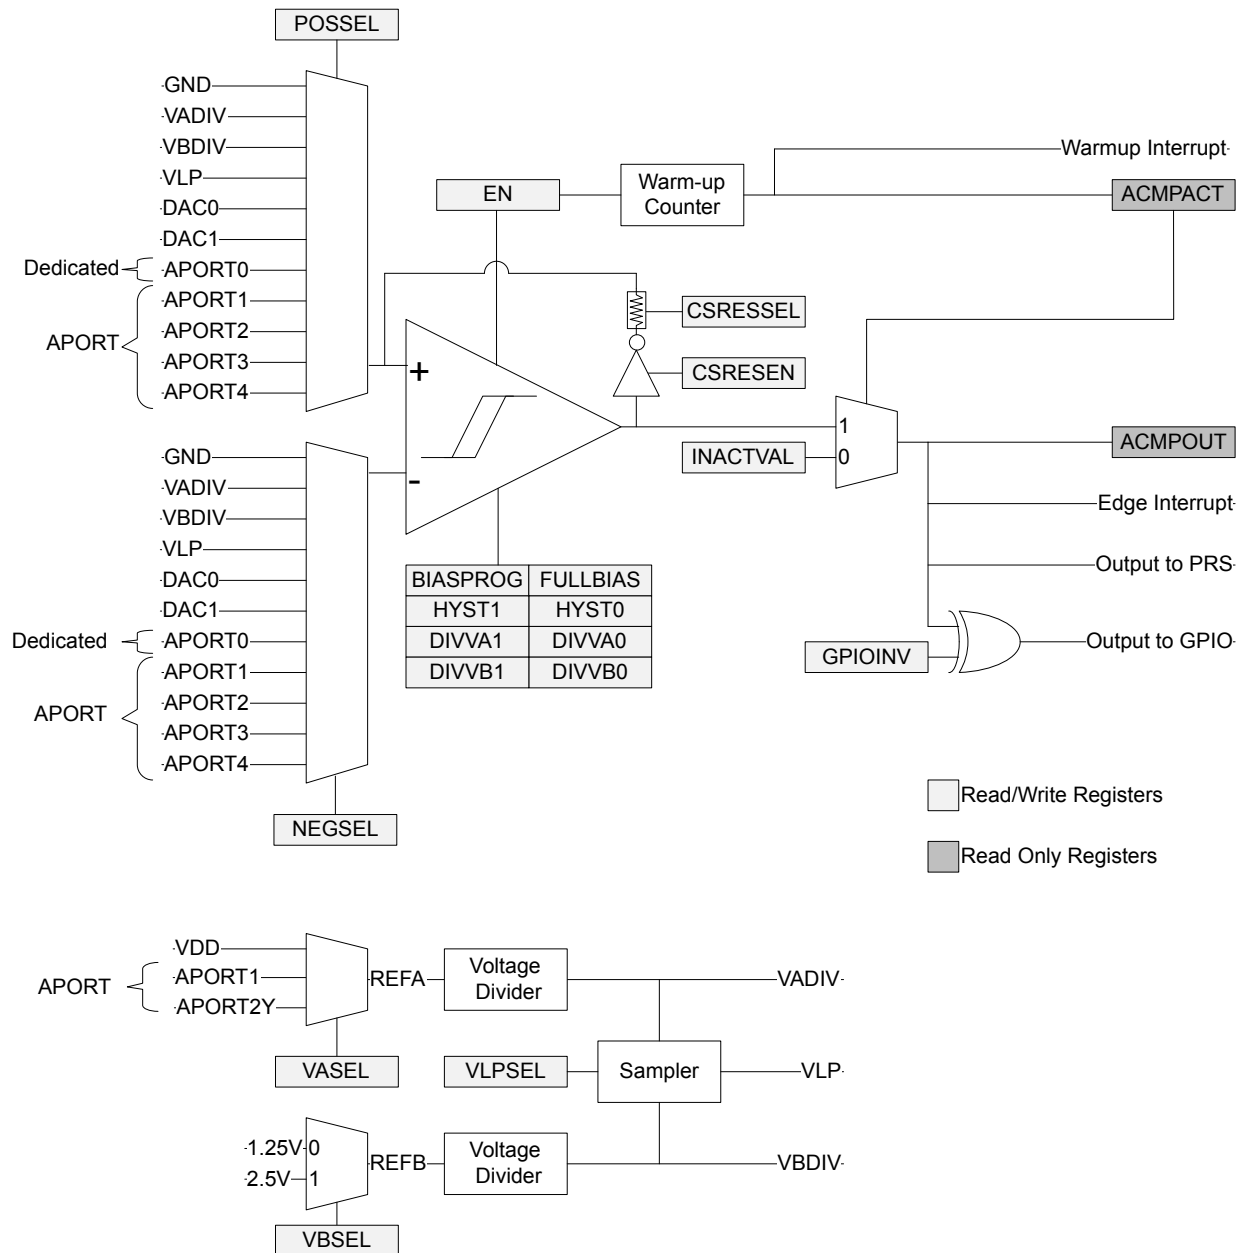 POSSEL
GND
VADIV
VBDIV
VLP
DAC0
DAC1
Dedicated
APORT0
APORT1
APORT2
APORT
APORT3
APORT4
EN
Warm-up
Counter
Warmup Interrupt
ACMPACT
CSRESSEL
CSRESEN
+
-
INACTVAL
1
0
ACMPOUT
Edge Interrupt
Output to PRS
Output to GPIO
GPIOINV
GND
VADIV
VBDIV
VLP
DAC0
DAC1
Dedicated
APORT0
APORT1
APORT2
APORT
APORT3
APORT4
NEGSEL
BIASPROG FULLBIAS
HYST1 HYST0
DIVVA1 DIVVA0
DIVVB1 DIVVB0
Read/Write Registers
Read Only Registers
VDD
APORT
APORT1
APORT2Y
REFA
Voltage
Divider
VADIV
VASEL
VLPSEL
Sampler
VLP
1.25V 0
2.5V 1
REFB
Voltage
Divider
VBDIV
VBSEL